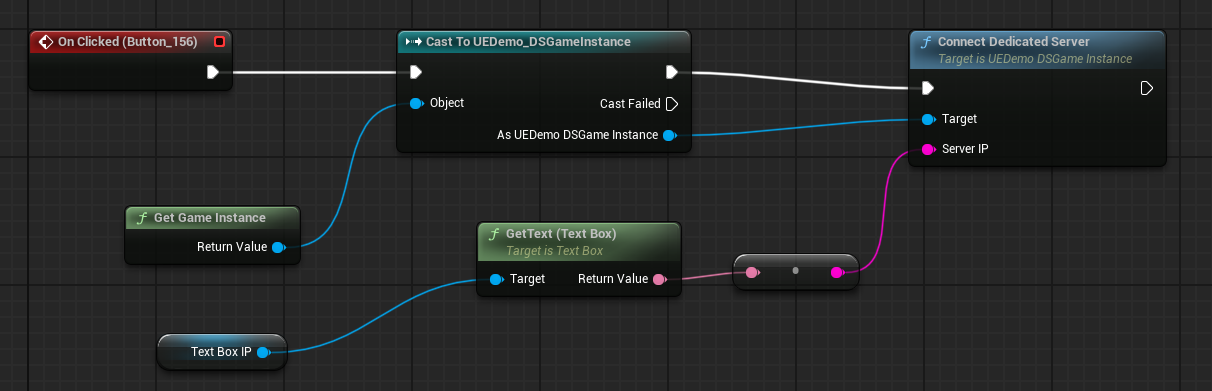 On Clicked (Button_156)
Cast To UEDemo_DSGameInstance
Object
Cast Failed
As UEDemo DSGame Instance
f Connect Dedicated Server
Target is UEDemo DSGame Instance
Target
Server IP
f Get Game Instance
Return Value
f GetText (Text Box)
Target is Text Box
Target Return Value
Text Box IP